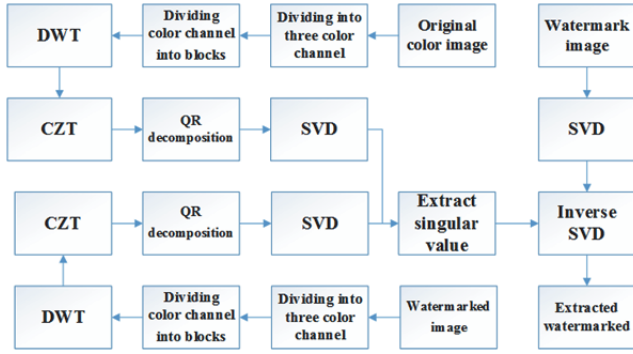 DWT
Dividing
color channel
into blocks
Dividing into
three color
channel
Original
color image
Watermark
image
CZT
QR
decomposition
SVD
SVD
CZT
QR
decomposition
SVD
Extract
singular
value
Inverse
SVD
DWT
Dividing
color channel
into blocks
Dividing into
three color
channel
Watermarked
image
Extracted
watermarked